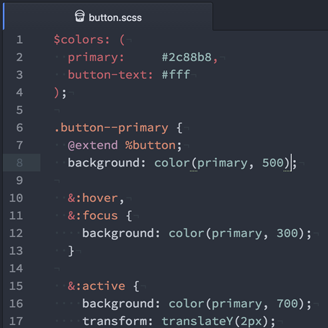 button.scss
1 $colors: (
2 primary: #2c88b8,
3 button-text: #fff
4 );
5
6 .button--primary {
7 @extend %button;
8 background: color(primary, 500);
9
10 &:hover,
11 &:focus {
12 background: color(primary, 300);
13 }
14
15 &:active {
16 background: color(primary, 700);
17 transform: translateY(2px);